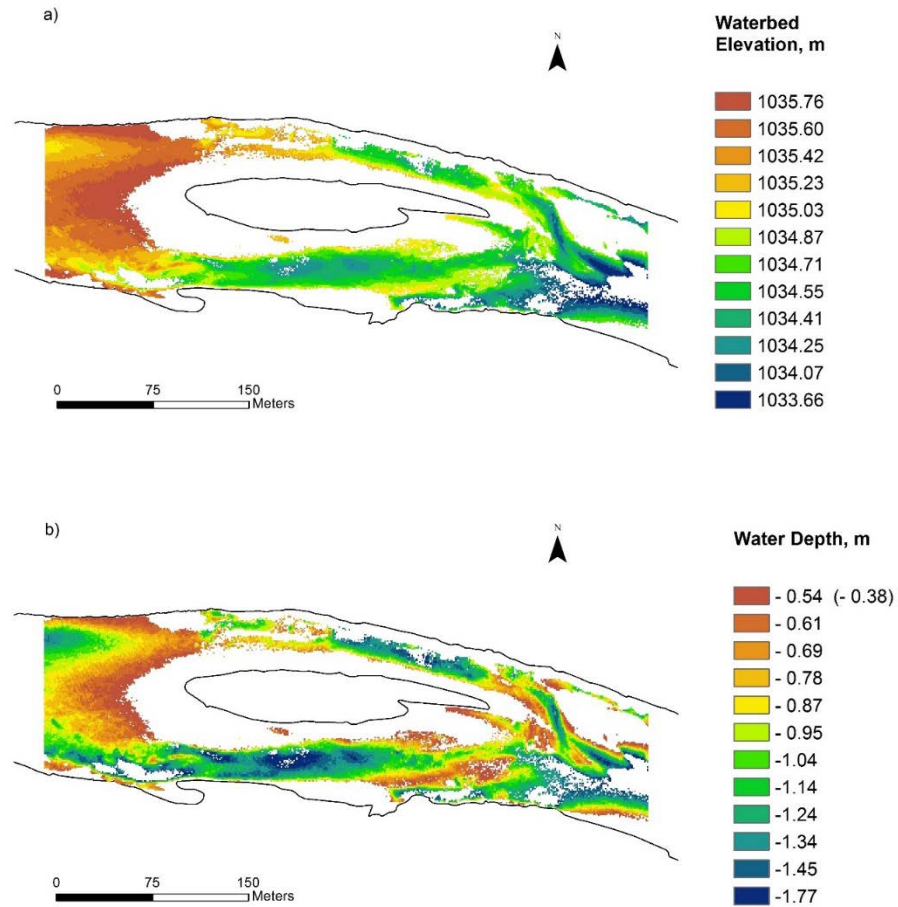 a)
N
Waterbed
Elevation, m
1035.76
1035.60
1035.42
1035.23
1035.03
1034.87
1034.71
1034.55
1034.41
1034.25
1034.07
1033.66
0 75 150
Meters
b)
N
Water Depth, m
- 0.54 (- 0.38)
- 0.61
- 0.69
- 0.78
- 0.87
- 0.95
-1.04
-1.14
-1.24
-1.34
-1.45
-1.77
0 75 150
Meters